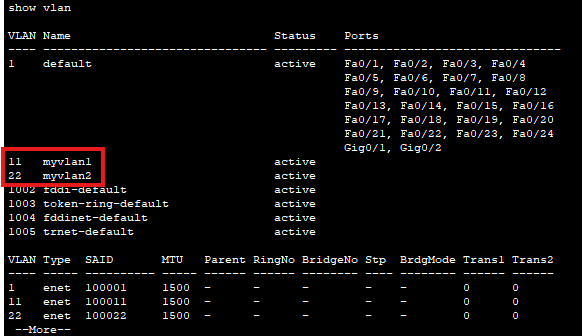 show vlan
VLAN Name                             Status    Ports
---- -------------------------------- --------- -------------------------------
1    default                          active    Fa0/1, Fa0/2, Fa0/3, Fa0/4
                                                Fa0/5, Fa0/6, Fa0/7, Fa0/8
                                                Fa0/9, Fa0/10, Fa0/11, Fa0/12
                                                Fa0/13, Fa0/14, Fa0/15, Fa0/16
                                                Fa0/17, Fa0/18, Fa0/19, Fa0/20
                                                Fa0/21, Fa0/22, Fa0/23, Fa0/24
                                                Gig0/1, Gig0/2
11   myvlan1                          active
22   myvlan2                          active
1002 fddi-default                     active
1003 token-ring-default               active
1004 fddinet-default                  active
1005 trnet-default                    active
VLAN Type  SAID       MTU   Parent RingNo BridgeNo Stp  BrdgMode Trans1 Trans2
---- ----- ---------- ----- ------ ------ -------- ---- -------- ------ ------
1    enet  100001     1500  -      -      -        -    -        0      0
11   enet  100011     1500  -      -      -        -    -        0      0
22   enet  100022     1500  -      -      -        -    -        0      0
 --More--